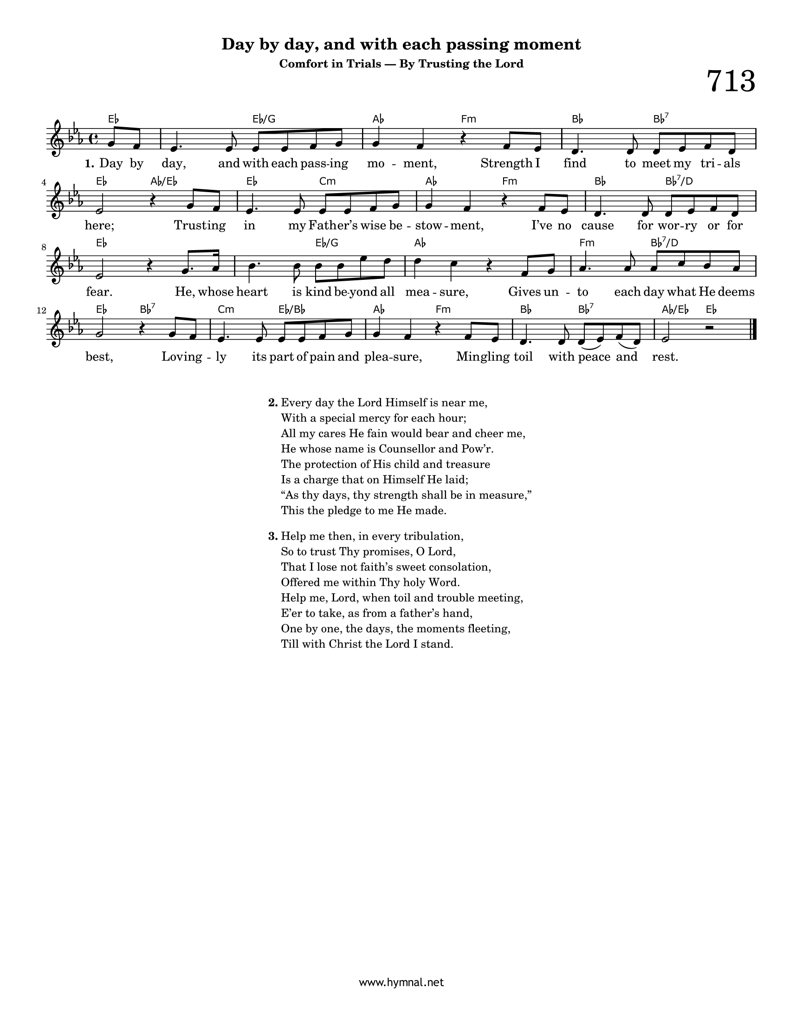 Day by day, and with each passing moment
Comfort in Trials — By Trusting the Lord
713
E♭ E♭/G A♭ Fm B♭ B♭7
1. Day by day, and with each pass-ing mo - ment, Strength I find to meet my tri - als
4
E♭ A♭/E♭ E♭ Cm A♭ Fm B♭ B♭7/D
here; Trusting in my Father's wise be - stow - ment, I've no cause for wor-ry or for
8
E♭ E♭/G A♭ Fm B♭7/D
fear. He, whose heart is kind be-yond all mea - sure, Gives un - to each day what He deems
12
E♭ B♭7 Cm E♭/B♭ A♭ Fm B♭ B♭7 A♭/E♭ E♭
best, Loving - ly its part of pain and plea-sure, Mingling toil with peace and rest.
2. Every day the Lord Himself is near me,
With a special mercy for each hour;
All my cares He fain would bear and cheer me,
He whose name is Counsellor and Pow'r.
The protection of His child and treasure
Is a charge that on Himself He laid;
“As thy days, thy strength shall be in measure,”
This the pledge to me He made.
3. Help me then, in every tribulation,
So to trust Thy promises, O Lord,
That I lose not faith's sweet consolation,
Offered me within Thy holy Word.
Help me, Lord, when toil and trouble meeting,
E'er to take, as from a father's hand,
One by one, the days, the moments fleeting,
Till with Christ the Lord I stand.
www.hymnal.net